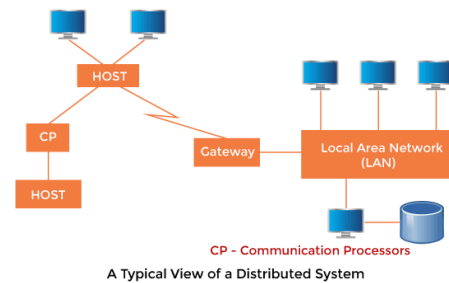 HOST
CP
HOST
Gateway
Local Area Network
(LAN)
CP - Communication Processors
A Typical View of a Distributed System